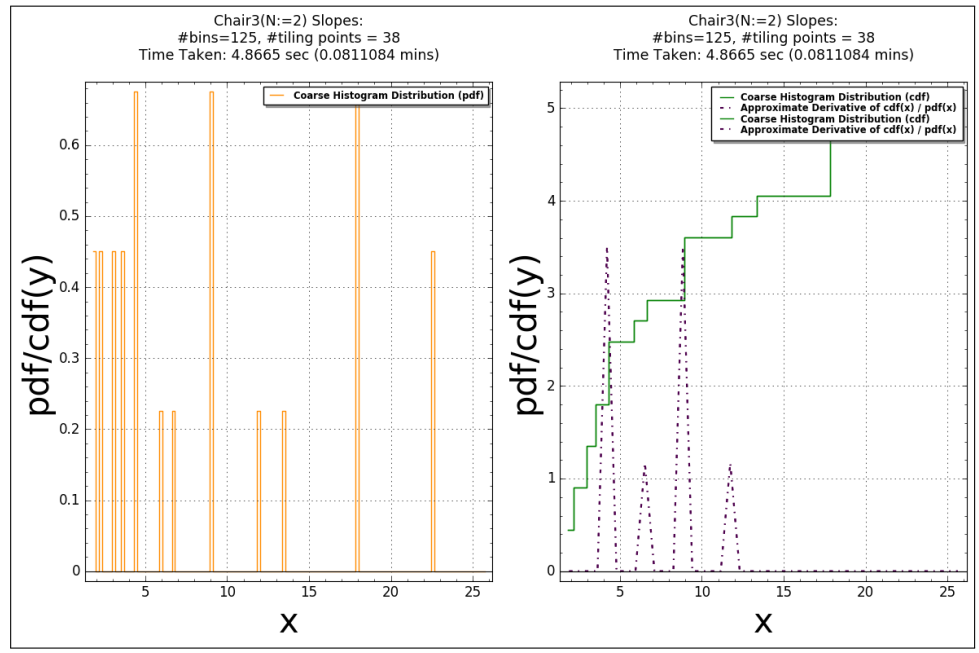 Chair3(N:=2) Slopes:
#bins=125, #tiling points = 38
Time Taken: 4.8665 sec (0.0811084 mins)
Coarse Histogram Distribution (pdf)
0.6
0.5
0.4
0.3
0.2
0.1
0
5
10
15
20
25
pdf/cdf(y)
x
Chair3(N:=2) Slopes:
#bins=125, #tiling points = 38
Time Taken: 4.8665 sec (0.0811084 mins)
Coarse Histogram Distribution (cdf)
Approximate Derivative of cdf(x) / pdf(x)
Coarse Histogram Distribution (cdf)
Approximate Derivative of cdf(x) / pdf(x)
5
4
3
2
1
0
5
10
15
20
25
pdf/cdf(y)
x